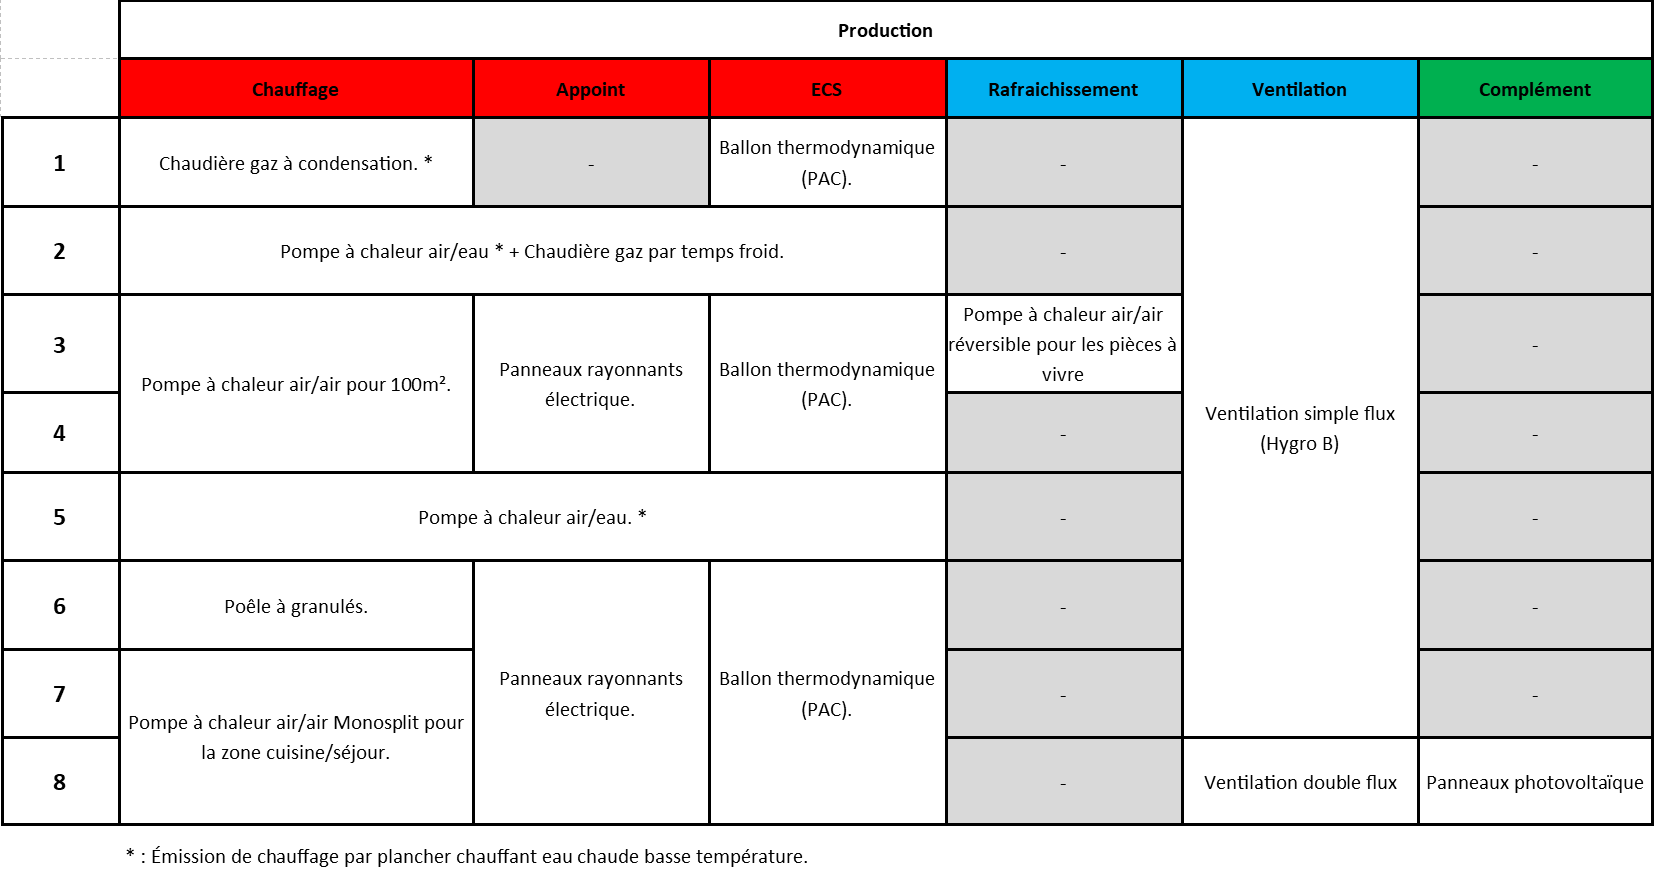 Production
Chauffage Appoint ECS Rafraichissement Ventilation Complément
1 Chaudière gaz à condensation. * - Ballon thermodynamique - -
(PAC).
2 Pompe à chaleur air/eau * + Chaudière gaz par temps froid. - -
3 Pompe à chaleur air/air -
réversible pour les pièces à
vivre
Pompe à chaleur air/air pour 100m². Panneaux rayonnants Ballon thermodynamique
électrique. (PAC).
4 - Ventilation simple flux -
(Hygro B)
5 Pompe à chaleur air/eau. * - -
6 Poêle à granulés. - -
7 Panneaux rayonnants Ballon thermodynamique - -
électrique. (PAC).
Pompe à chaleur air/air Monosplit pour
la zone cuisine/séjour.
8 - Ventilation double flux Panneaux photovoltaïque
* : Émission de chauffage par plancher chauffant eau chaude basse température.